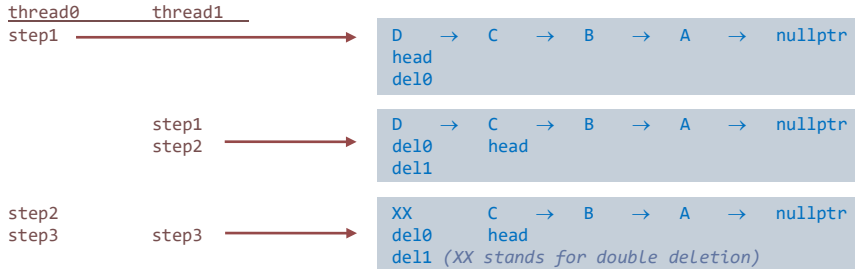 thread0 thread1
step1 D → C → B → A → nullptr
head
del0
step1 D → C → B → A → nullptr
step2 del0 head
del1
step2 XX C → B → A → nullptr
step3 step3 del0 head
del1 (XX stands for double deletion)